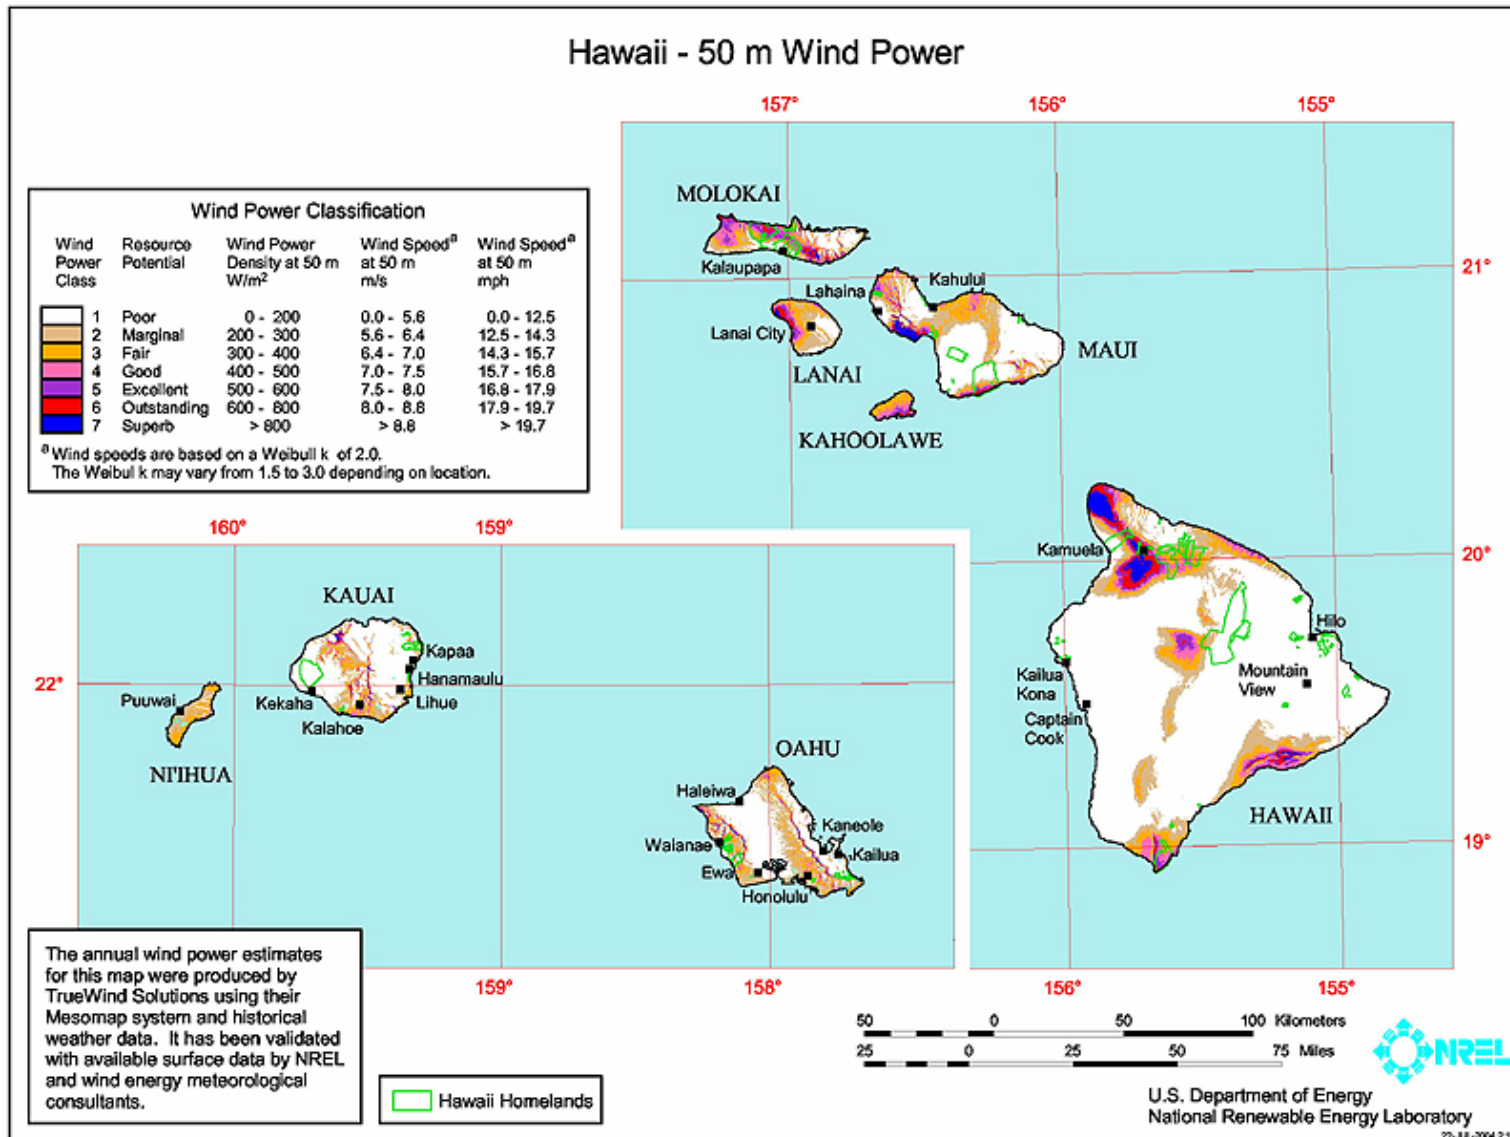 Hawaii - 50 m Wind Power
157°
156°
155°
MOLOKAI
Kalaupapa
Lahaina
Kahului
21°
Lanai City
LANAI
MAUI
KAHOOLAWE
Wind Power Classification
Wind Power Class
Resource Potential
Wind Power Density at 50 m W/m²
Wind Speedᵃ at 50 m m/s
Wind Speedᵃ at 50 m mph
1 Poor 0 - 200 0.0 - 5.6 0.0 - 12.5
2 Marginal 200 - 300 5.6 - 6.4 12.5 - 14.3
3 Fair 300 - 400 6.4 - 7.0 14.3 - 15.7
4 Good 400 - 500 7.0 - 7.5 15.7 - 16.8
5 Excellent 500 - 600 7.5 - 8.0 16.8 - 17.9
6 Outstanding 600 - 800 8.0 - 8.8 17.9 - 19.7
7 Superb > 800 > 8.8 > 19.7
ᵃ Wind speeds are based on a Weibull k of 2.0.
The Weibul k may vary from 1.5 to 3.0 depending on location.
160°
159°
Kamuela
20°
KAUAI
Kapaa
Hanamaulu
Lihue
Kekaha
Kalahoe
22°
Puuwai
NI'IHUA
Hilo
Kailua
Kona
Mountain
View
Captain
Cook
OAHU
Haleiwa
Kaneole
Waianae
Kailua
Ewa
Honolulu
HAWAII
19°
159°
158°
156°
155°
The annual wind power estimates
for this map were produced by
TrueWind Solutions using their
Mesomap system and historical
weather data. It has been validated
with available surface data by NREL
and wind energy meteorological
consultants.
Hawaii Homelands
50 0 50 100 Kilometers
25 0 25 50 75 Miles
NREL
U.S. Department of Energy
National Renewable Energy Laboratory